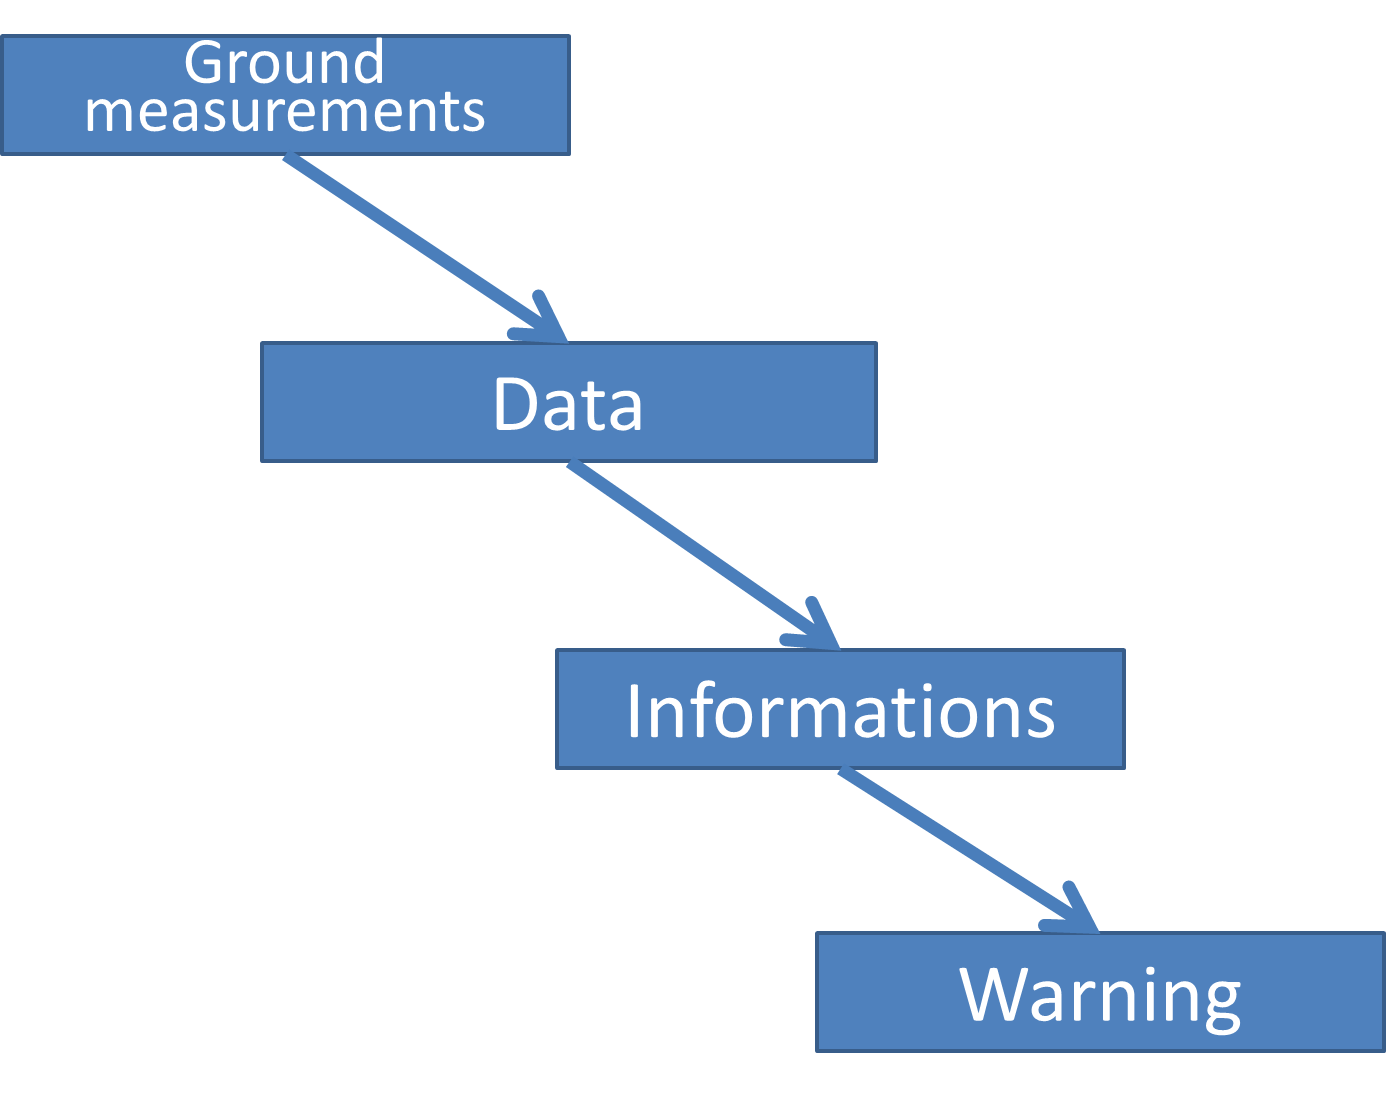 Ground
measurements
Data
Informations
Warning